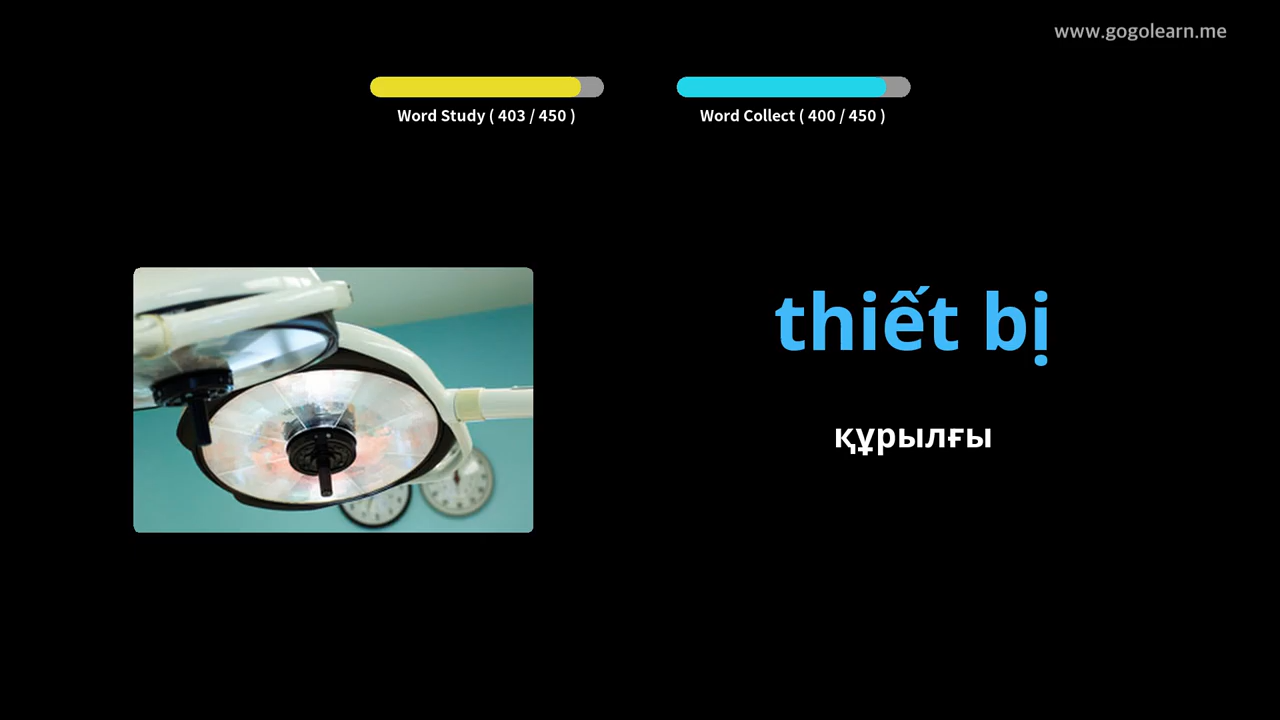 www.gogolearn.me
Word Study ( 403 / 450 )
Word Collect ( 400 / 450 )
thiết bị
құрылғы